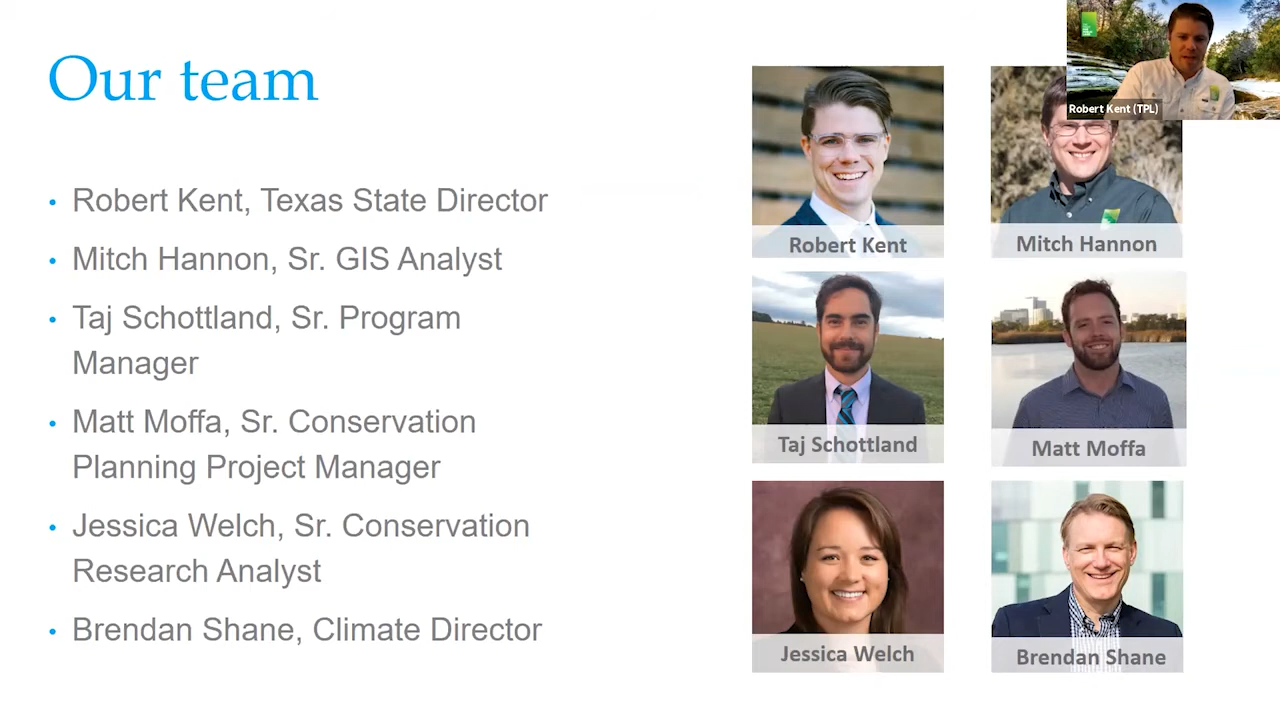 Our team
• Robert Kent, Texas State Director
• Mitch Hannon, Sr. GIS Analyst
• Taj Schottland, Sr. Program
Manager
• Matt Moffa, Sr. Conservation
Planning Project Manager
• Jessica Welch, Sr. Conservation
Research Analyst
• Brendan Shane, Climate Director
Robert Kent (TPL)
Robert Kent
Mitch Hannon
Taj Schottland
Matt Moffa
Jessica Welch
Brendan Shane